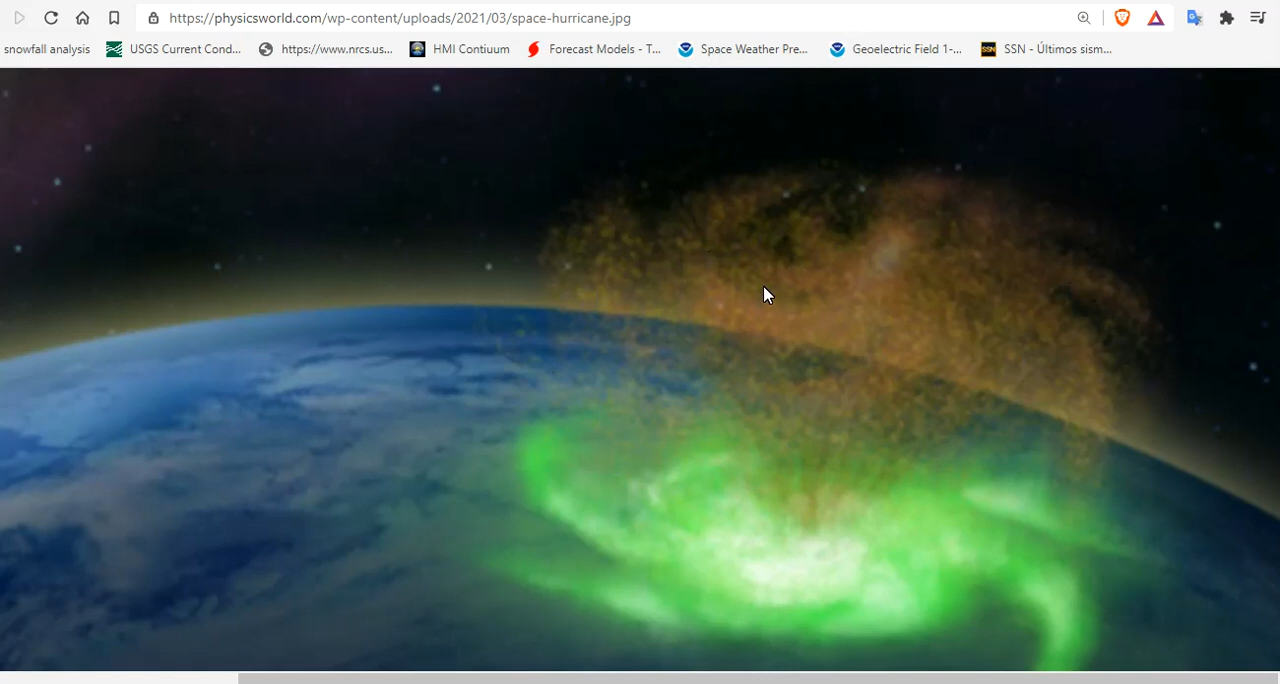 https://physicsworld.com/wp-content/uploads/2021/03/space-hurricane.jpg
snowfall analysis USGS Current Cond... https://www.nrcs.us... HMI Contiuum Forecast Models - T... Space Weather Pre... Geoelectric Field 1-... SSN SSN - Últimos sism...